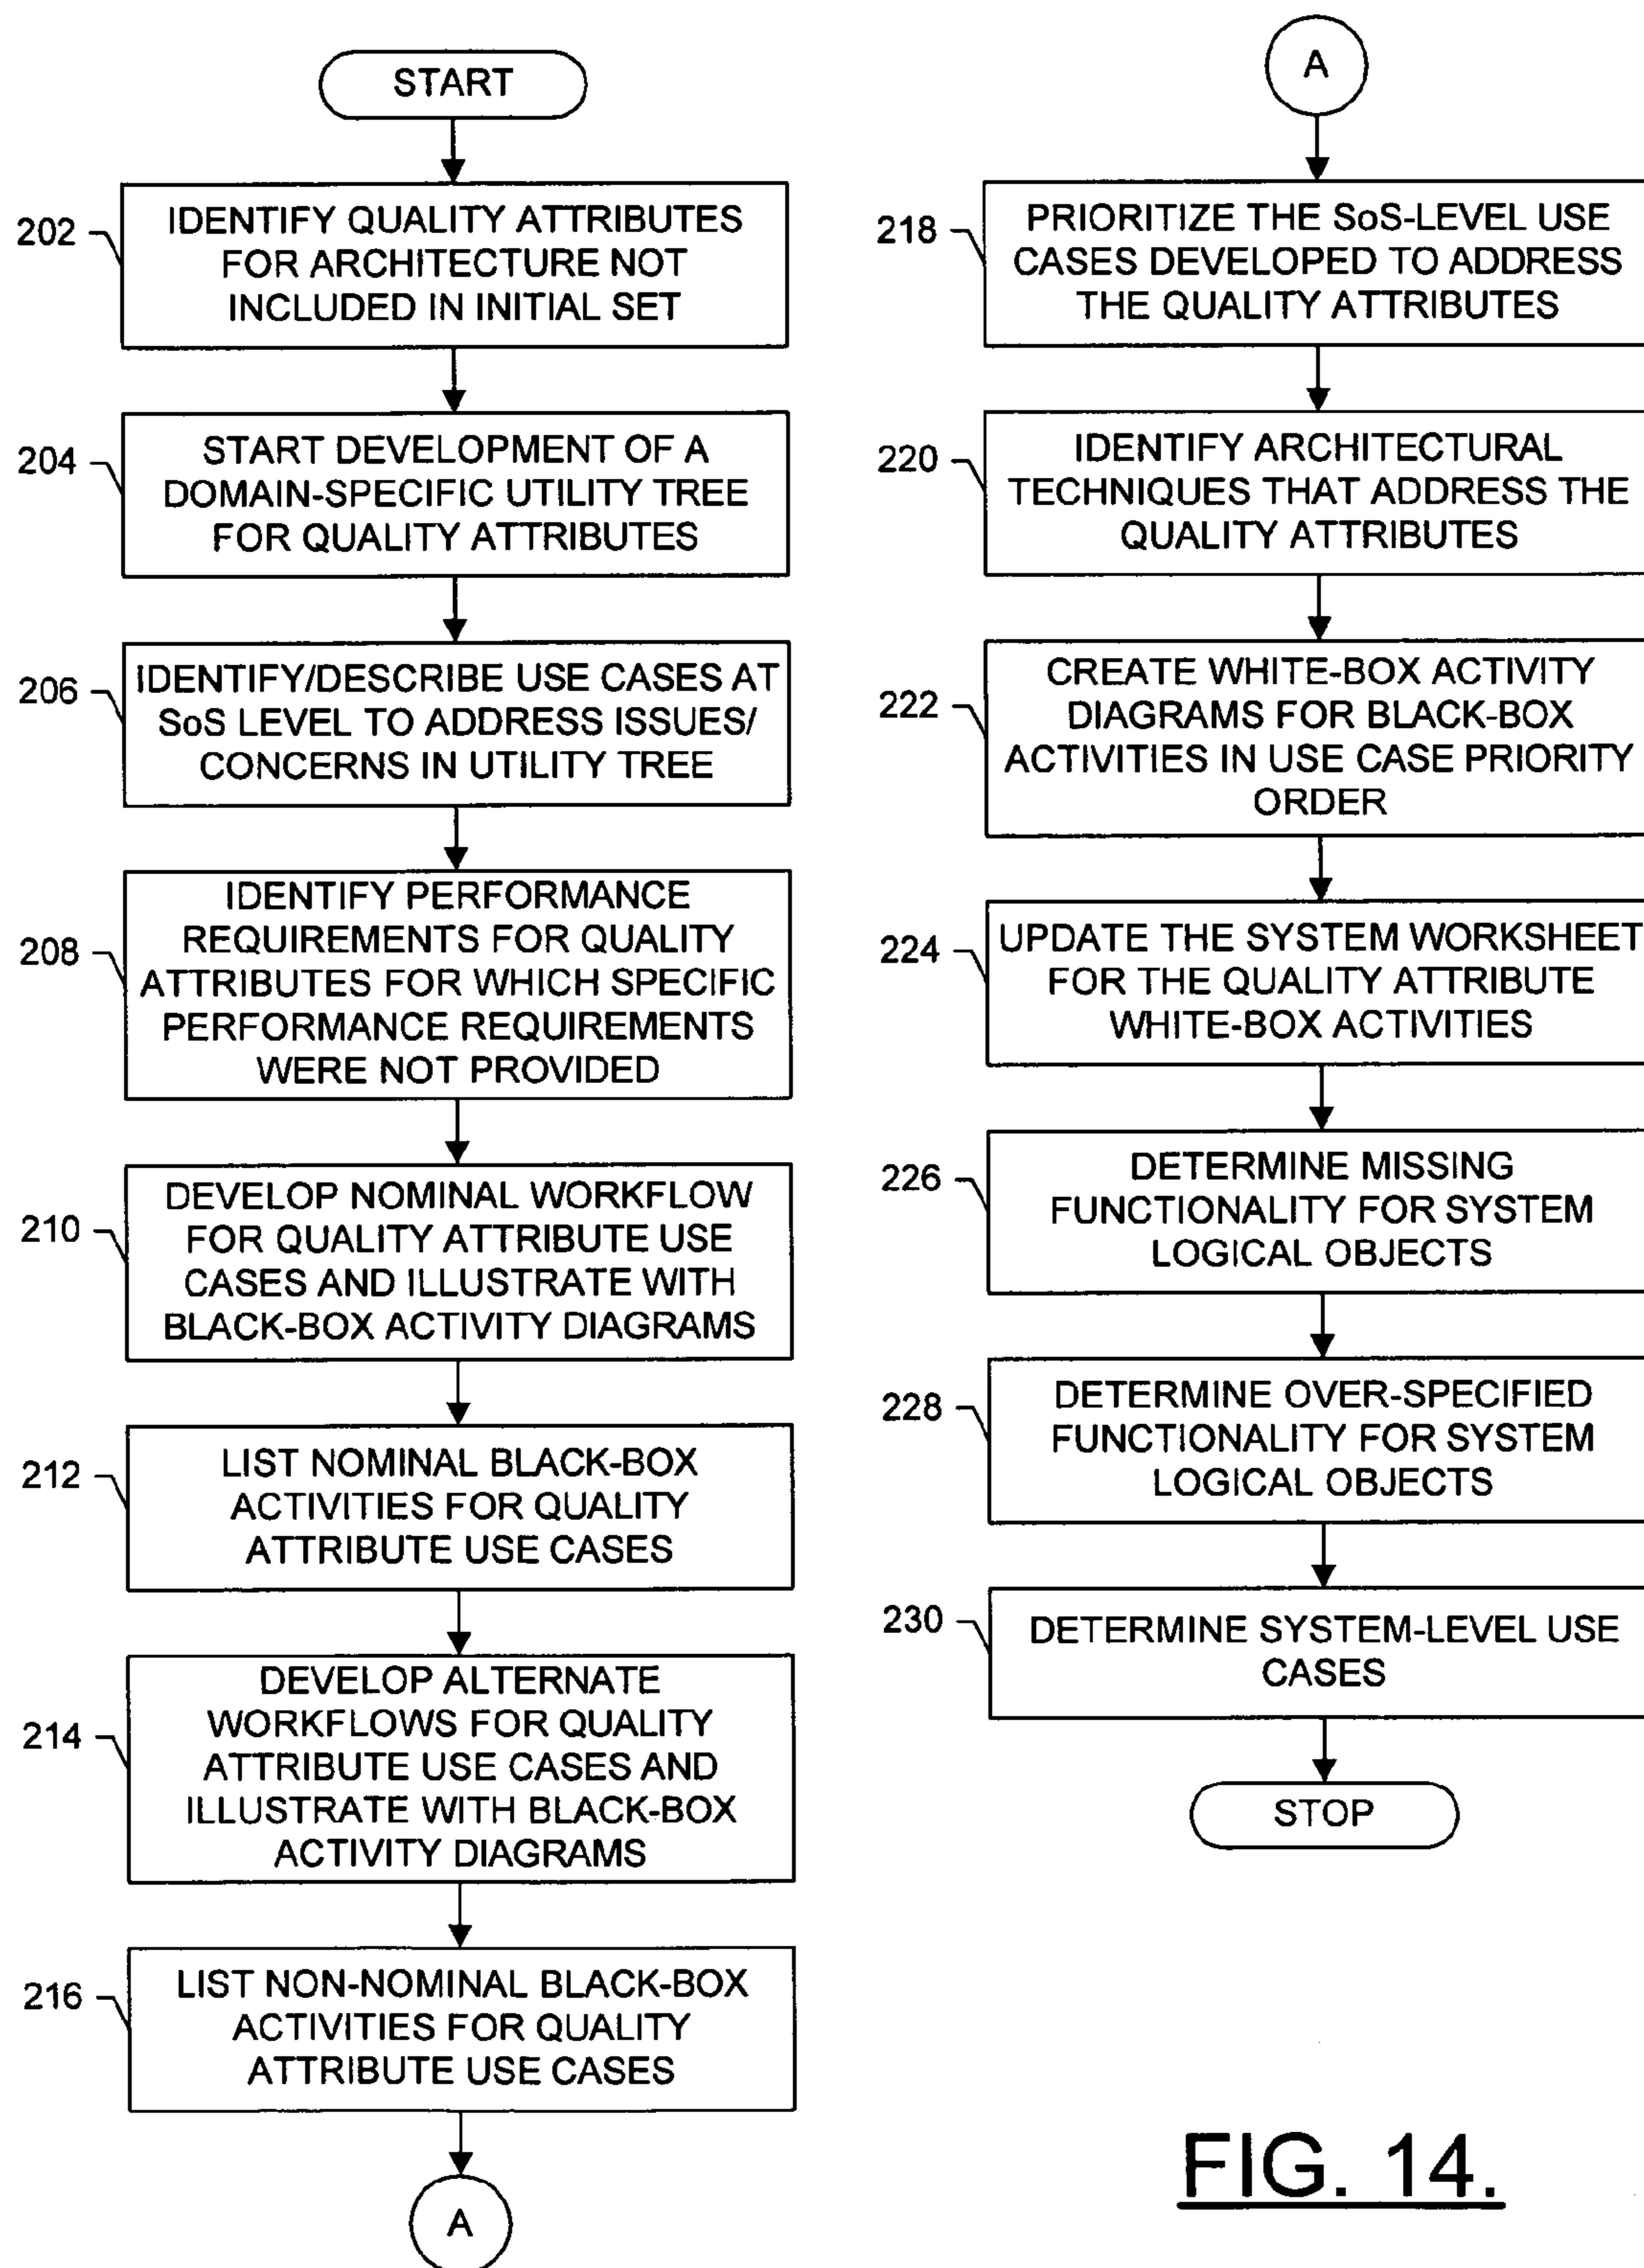 START
202
IDENTIFY QUALITY ATTRIBUTES
FOR ARCHITECTURE NOT
INCLUDED IN INITIAL SET
204
START DEVELOPMENT OF A
DOMAIN-SPECIFIC UTILITY TREE
FOR QUALITY ATTRIBUTES
206
IDENTIFY/DESCRIBE USE CASES AT
SoS LEVEL TO ADDRESS ISSUES/
CONCERNS IN UTILITY TREE
208
IDENTIFY PERFORMANCE
REQUIREMENTS FOR QUALITY
ATTRIBUTES FOR WHICH SPECIFIC
PERFORMANCE REQUIREMENTS
WERE NOT PROVIDED
210
DEVELOP NOMINAL WORKFLOW
FOR QUALITY ATTRIBUTE USE
CASES AND ILLUSTRATE WITH
BLACK-BOX ACTIVITY DIAGRAMS
212
LIST NOMINAL BLACK-BOX
ACTIVITIES FOR QUALITY
ATTRIBUTE USE CASES
214
DEVELOP ALTERNATE
WORKFLOWS FOR QUALITY
ATTRIBUTE USE CASES AND
ILLUSTRATE WITH BLACK-BOX
ACTIVITY DIAGRAMS
216
LIST NON-NOMINAL BLACK-BOX
ACTIVITIES FOR QUALITY
ATTRIBUTE USE CASES
A
A
218
PRIORITIZE THE SoS-LEVEL USE
CASES DEVELOPED TO ADDRESS
THE QUALITY ATTRIBUTES
220
IDENTIFY ARCHITECTURAL
TECHNIQUES THAT ADDRESS THE
QUALITY ATTRIBUTES
222
CREATE WHITE-BOX ACTIVITY
DIAGRAMS FOR BLACK-BOX
ACTIVITIES IN USE CASE PRIORITY
ORDER
224
UPDATE THE SYSTEM WORKSHEET
FOR THE QUALITY ATTRIBUTE
WHITE-BOX ACTIVITIES
226
DETERMINE MISSING
FUNCTIONALITY FOR SYSTEM
LOGICAL OBJECTS
228
DETERMINE OVER-SPECIFIED
FUNCTIONALITY FOR SYSTEM
LOGICAL OBJECTS
230
DETERMINE SYSTEM-LEVEL USE
CASES
STOP
FIG. 14.